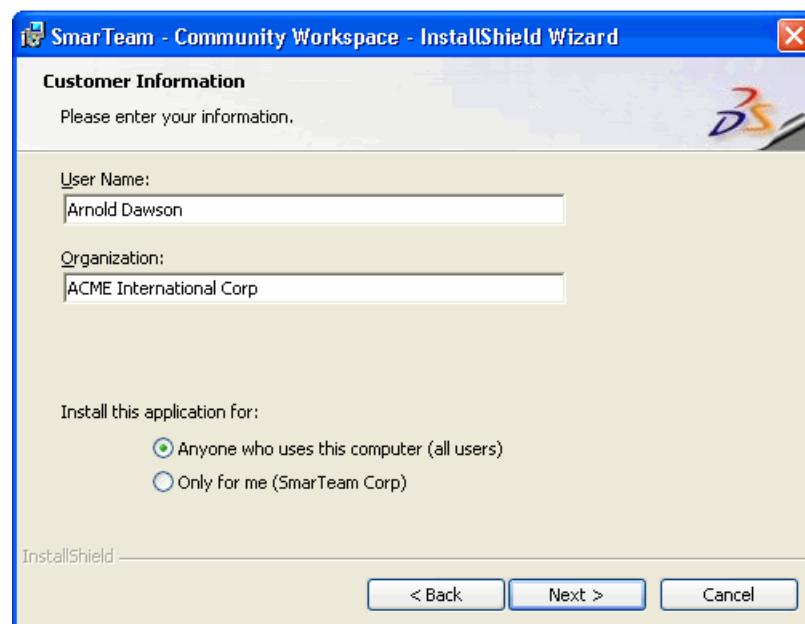 SmarTeam - Community Workspace - InstallShield Wizard
Customer Information
Please enter your information.
DS
User Name:
Arnold Dawson
Organization:
ACME International Corp
Install this application for:
Anyone who uses this computer (all users)
Only for me (SmarTeam Corp)
InstallShield
< Back Next > Cancel